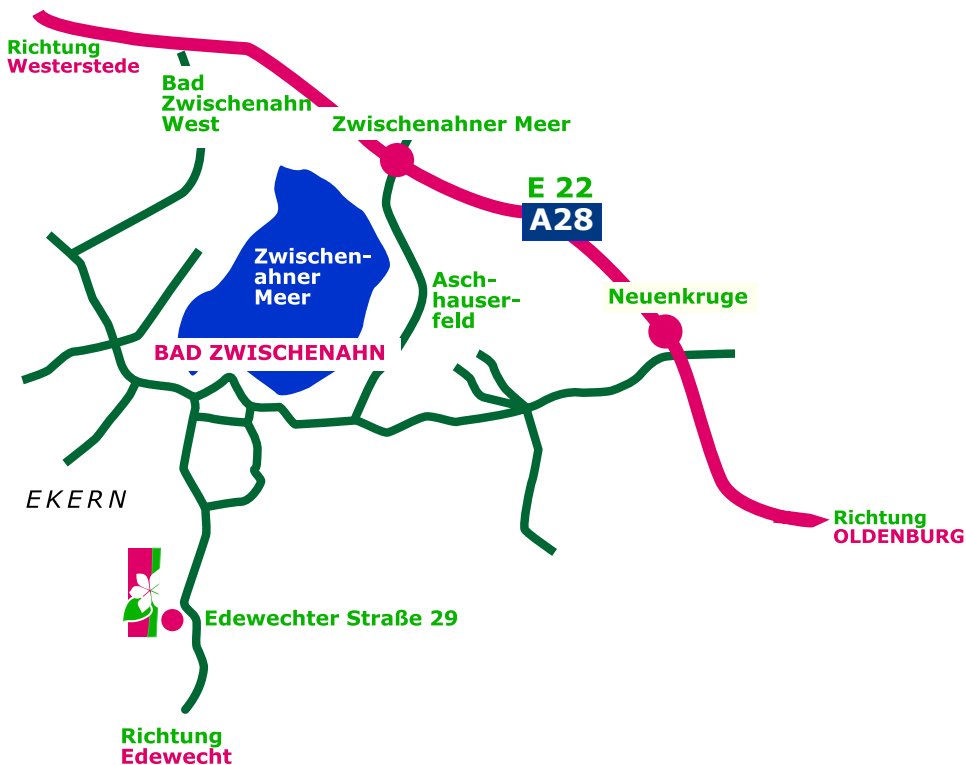 Richtung
Westerstede
Bad
Zwischenahn
West
Zwischenahner Meer
E 22
A28
Zwischen-
ahner
Meer
Asch-
hauser-
feld
Neuenkruge
BAD ZWISCHENAHN
EKERN
Richtung
OLDENBURG
Edewechter Straße 29
Richtung
Edewecht